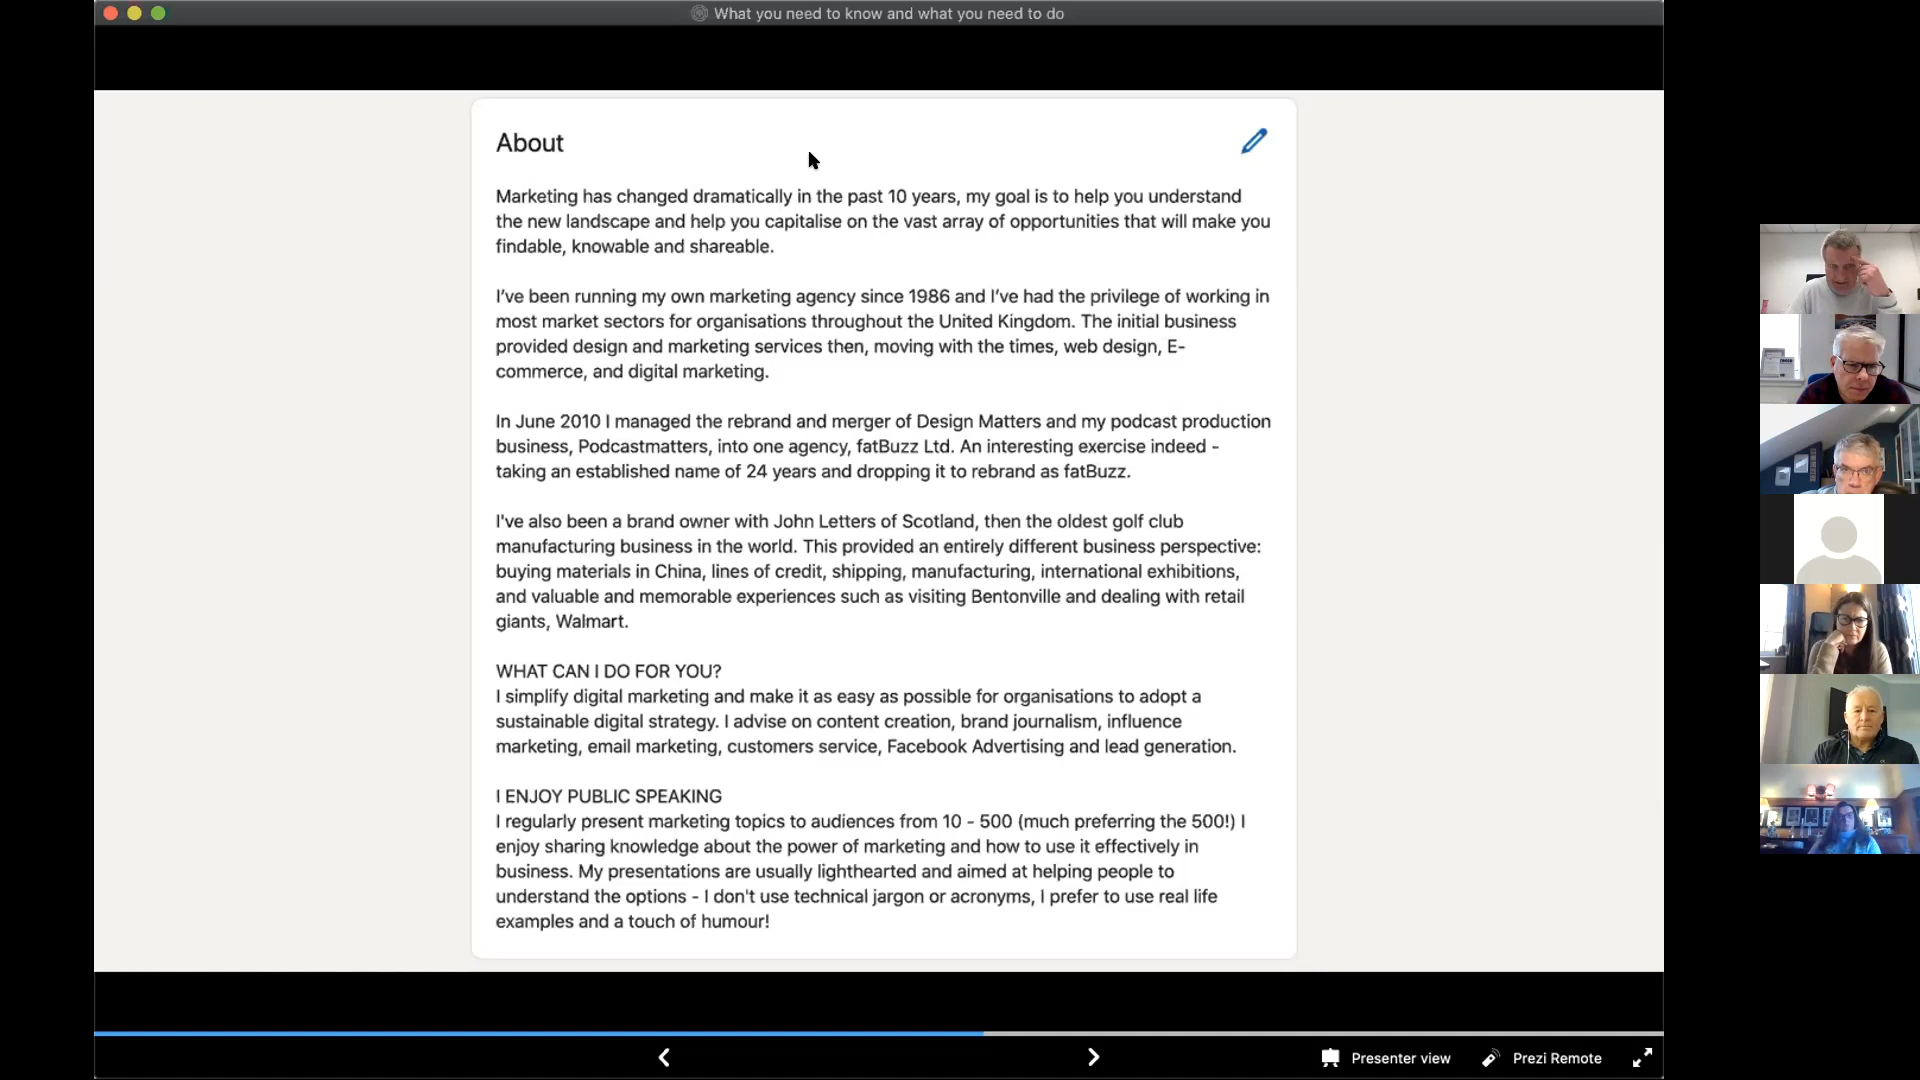 What you need to know and what you need to do
About
Marketing has changed dramatically in the past 10 years, my goal is to help you understand
the new landscape and help you capitalise on the vast array of opportunities that will make you
findable, knowable and shareable.
I've been running my own marketing agency since 1986 and I've had the privilege of working in
most market sectors for organisations throughout the United Kingdom. The initial business
provided design and marketing services then, moving with the times, web design, E-
commerce, and digital marketing.
In June 2010 I managed the rebrand and merger of Design Matters and my podcast production
business, Podcastmatters, into one agency, fatBuzz Ltd. An interesting exercise indeed -
taking an established name of 24 years and dropping it to rebrand as fatBuzz.
I've also been a brand owner with John Letters of Scotland, then the oldest golf club
manufacturing business in the world. This provided an entirely different business perspective:
buying materials in China, lines of credit, shipping, manufacturing, international exhibitions,
and valuable and memorable experiences such as visiting Bentonville and dealing with retail
giants, Walmart.
WHAT CAN I DO FOR YOU?
I simplify digital marketing and make it as easy as possible for organisations to adopt a
sustainable digital strategy. I advise on content creation, brand journalism, influence
marketing, email marketing, customers service, Facebook Advertising and lead generation.
I ENJOY PUBLIC SPEAKING
I regularly present marketing topics to audiences from 10 - 500 (much preferring the 500!) I
enjoy sharing knowledge about the power of marketing and how to use it effectively in
business. My presentations are usually lighthearted and aimed at helping people to
understand the options - I don't use technical jargon or acronyms, I prefer to use real life
examples and a touch of humour!
Presenter view
Prezi Remote